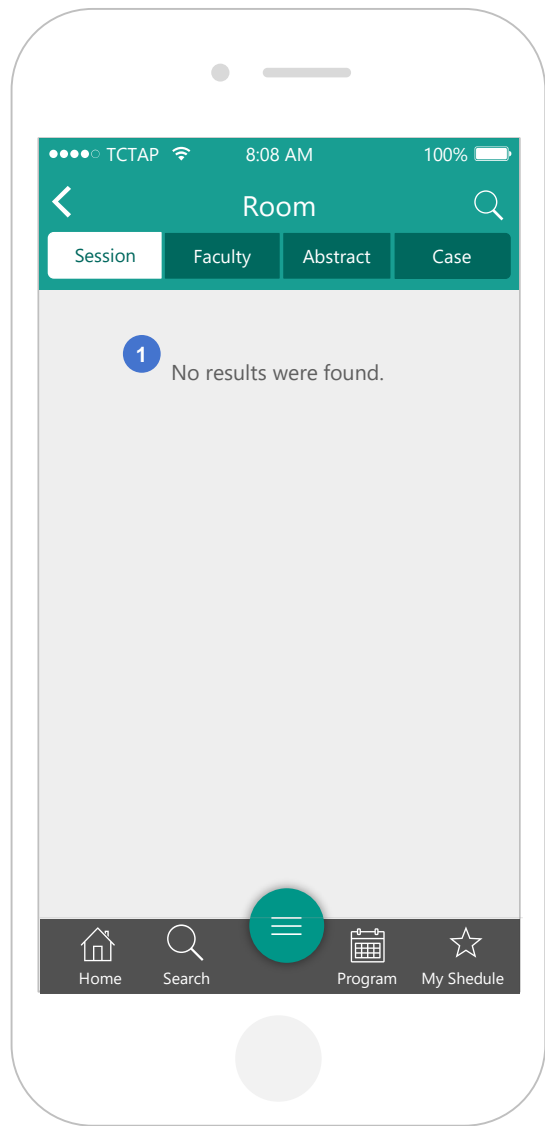 TCTAP 8:08 AM 100%
Room
Session Faculty Abstract Case
1
No results were found.
Home Search Program My Shedule